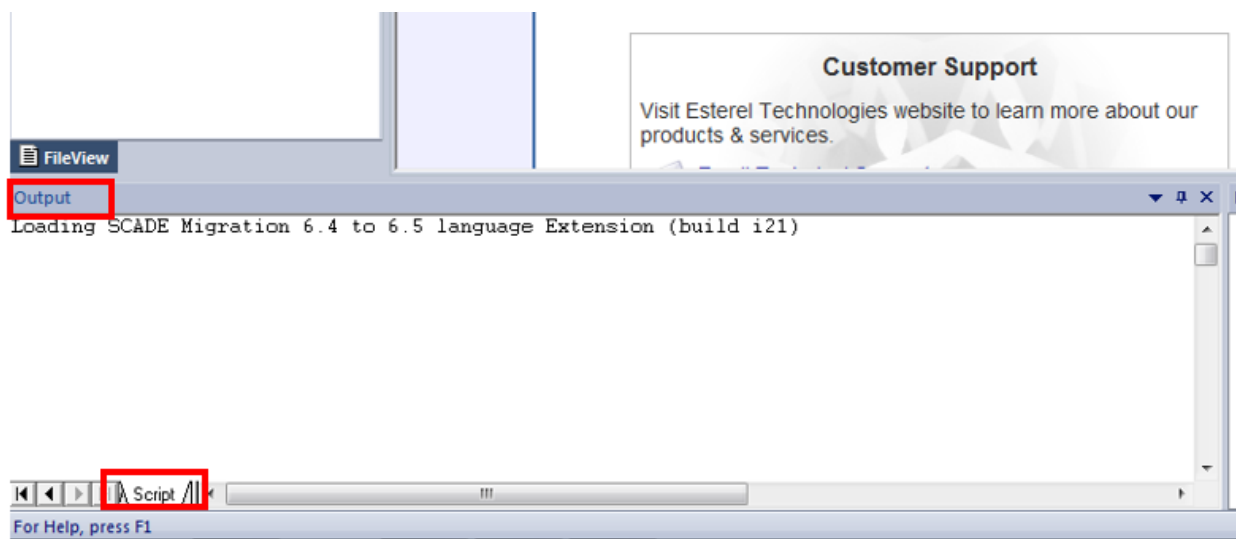 Customer Support
Visit Esterel Technologies website to learn more about our
products & services.
FileView
Output
Loading SCADE Migration 6.4 to 6.5 language Extension (build i21)
Script
For Help, press F1